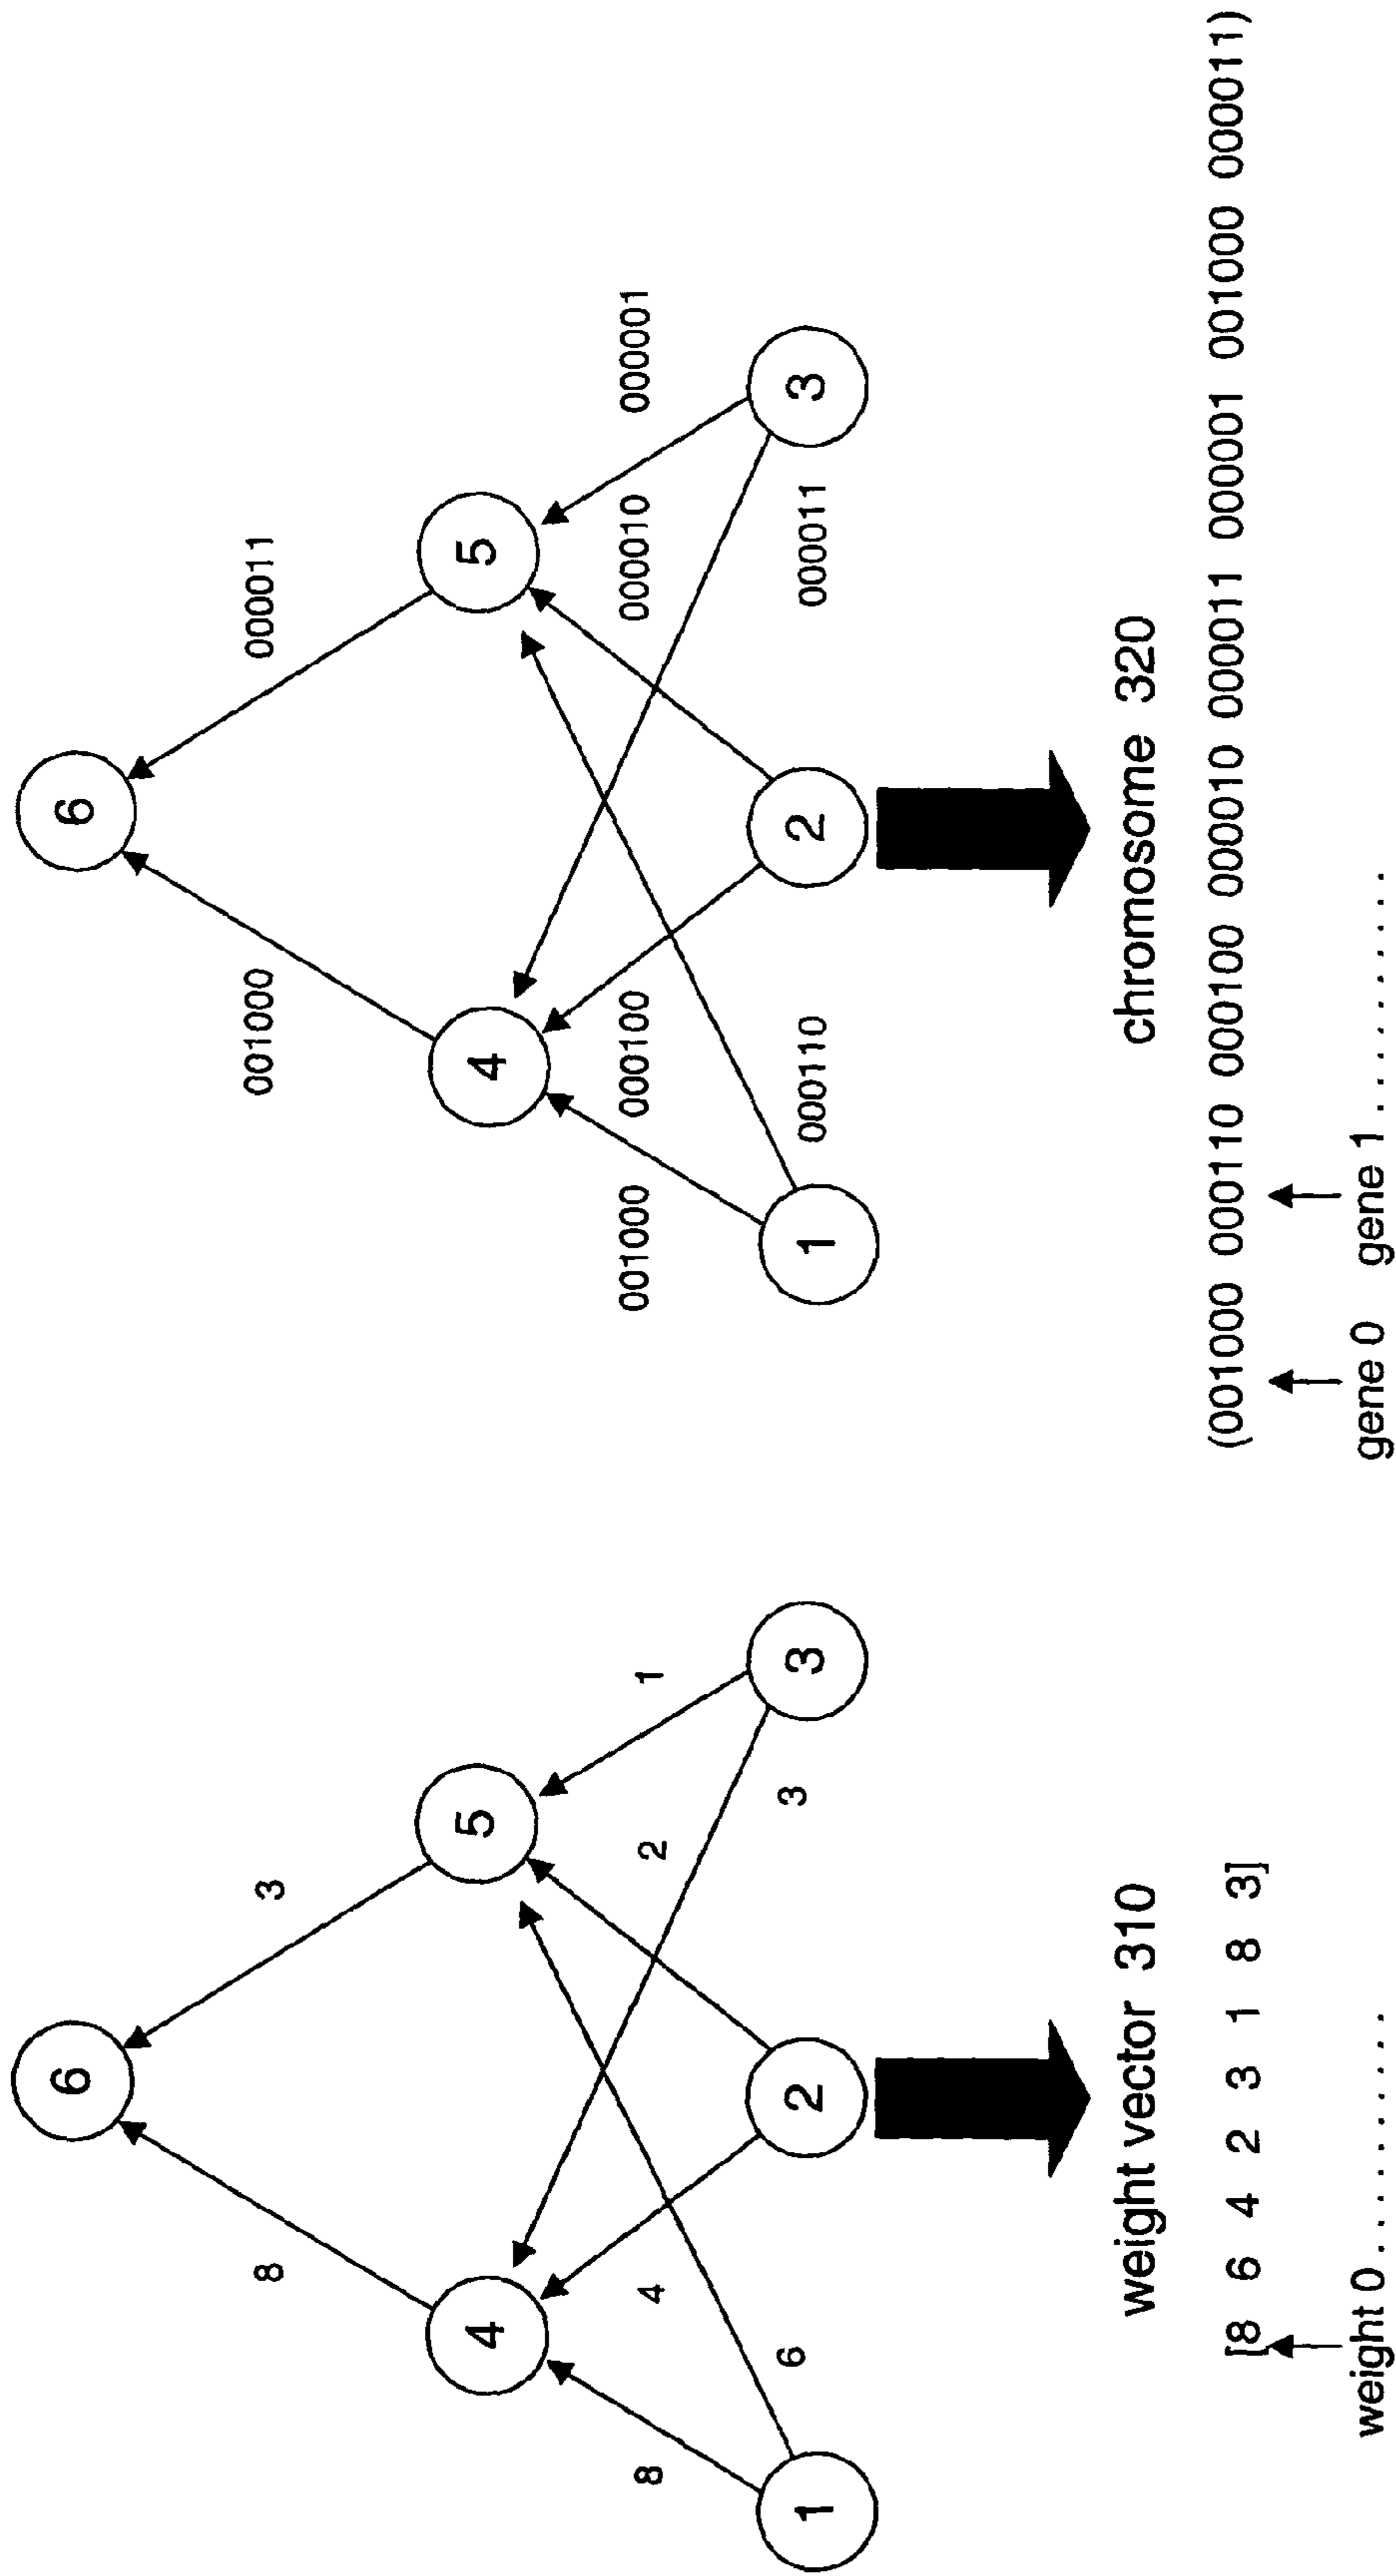 6
8 3
4 5
8 4 2 1
6 3
1 2 3
weight vector 310
[8 6 4 2 3 1 8 3]
weight 0 . . . . . . . . . .
6
001000 000011
4 5
001000 000100 000010 000001
000110 000011
1 2 3
chromosome 320
(001000 000110 000100 000010 000011 000001 001000 000011)
gene 0 gene 1 . . . . . . . . . .